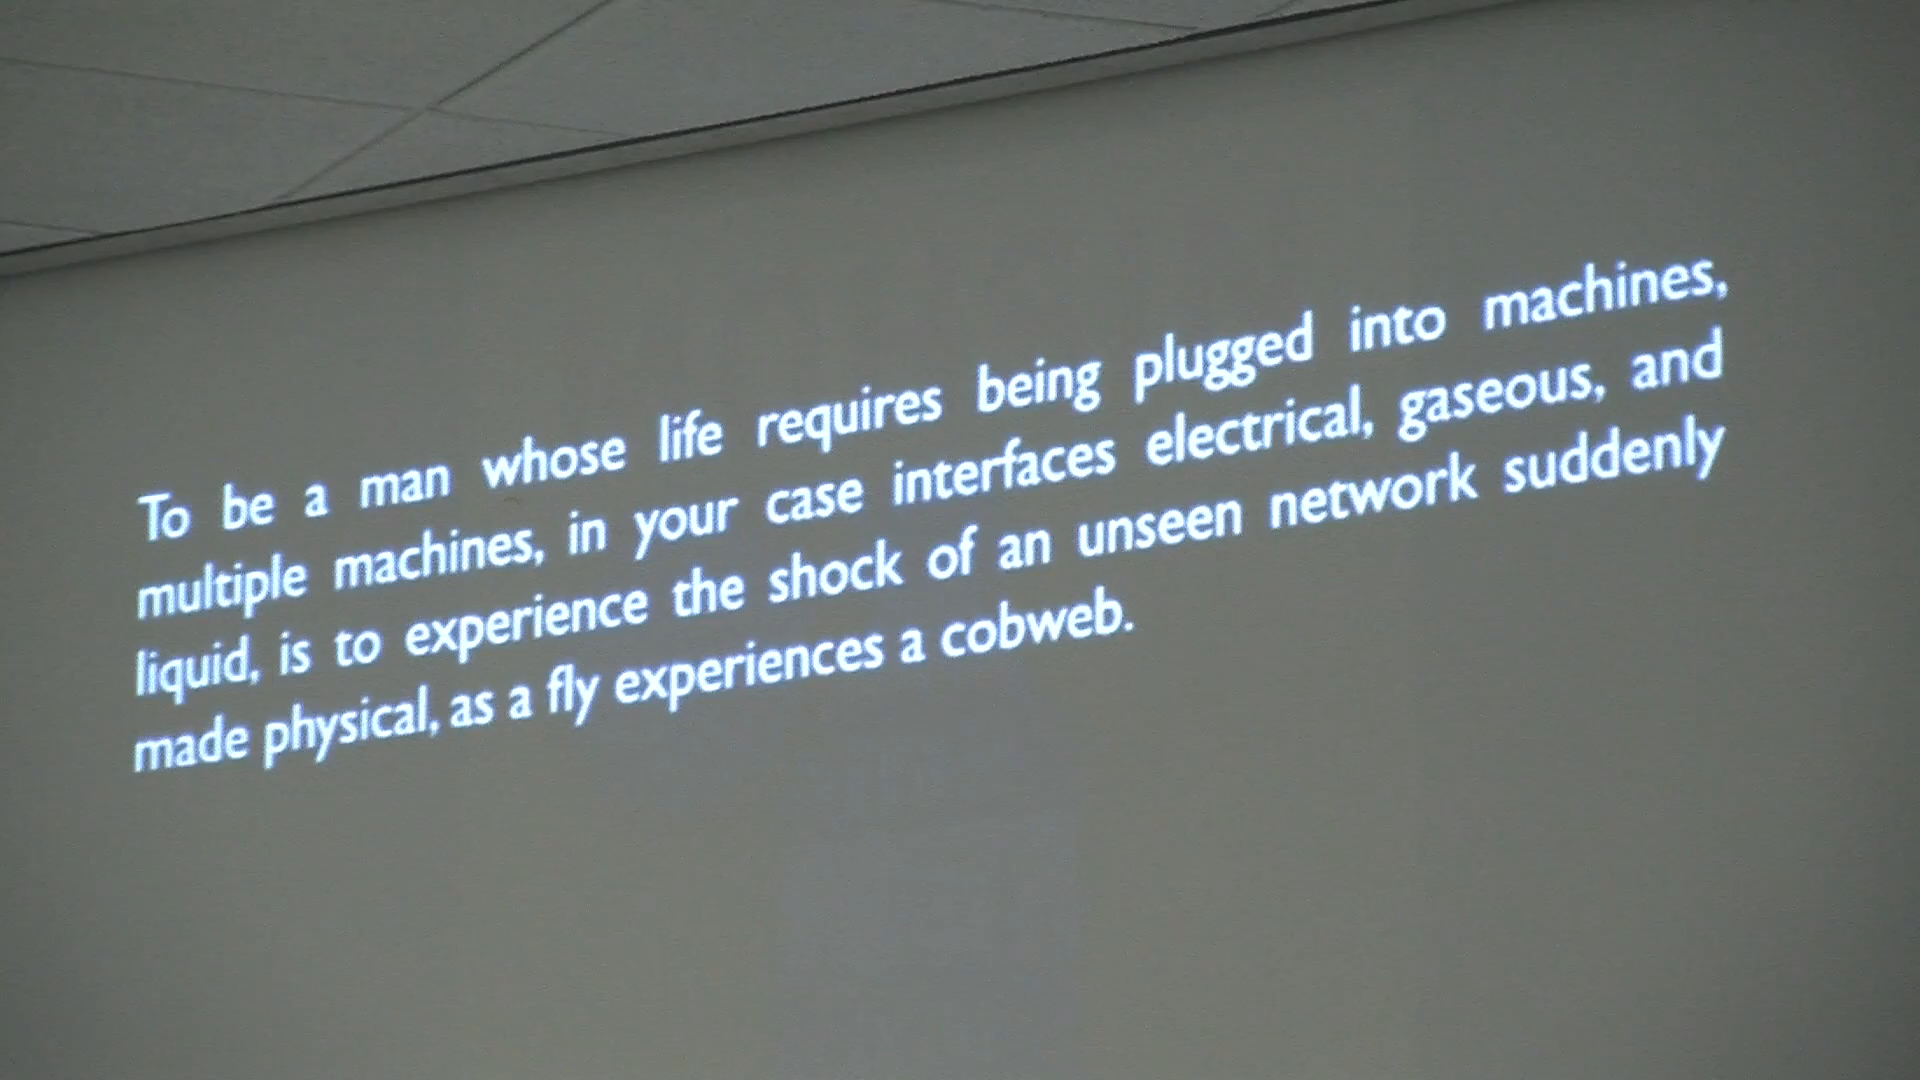 To be a man whose life requires being plugged into machines,
multiple machines, in your case interfaces electrical, gaseous, and
liquid, is to experience the shock of an unseen network suddenly
made physical, as a fly experiences a cobweb.